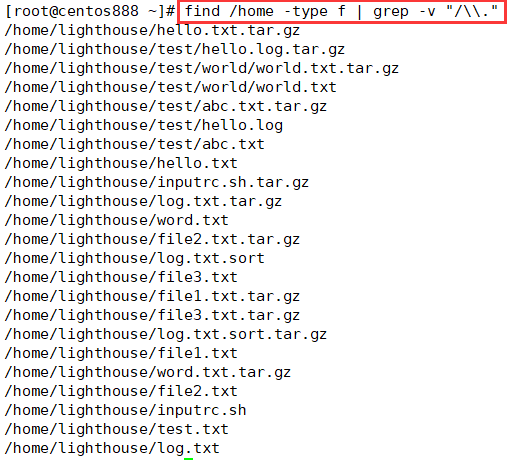 [root@centos888 ~]# find /home -type f | grep -v "/\\."
/home/lighthouse/hello.txt.tar.gz
/home/lighthouse/test/hello.log.tar.gz
/home/lighthouse/test/world/world.txt.tar.gz
/home/lighthouse/test/world/world.txt
/home/lighthouse/test/abc.txt.tar.gz
/home/lighthouse/test/hello.log
/home/lighthouse/test/abc.txt
/home/lighthouse/hello.txt
/home/lighthouse/inputrc.sh.tar.gz
/home/lighthouse/log.txt.tar.gz
/home/lighthouse/word.txt
/home/lighthouse/file2.txt.tar.gz
/home/lighthouse/log.txt.sort
/home/lighthouse/file3.txt
/home/lighthouse/file1.txt.tar.gz
/home/lighthouse/file3.txt.tar.gz
/home/lighthouse/log.txt.sort.tar.gz
/home/lighthouse/file1.txt
/home/lighthouse/word.txt.tar.gz
/home/lighthouse/file2.txt
/home/lighthouse/inputrc.sh
/home/lighthouse/test.txt
/home/lighthouse/log.txt